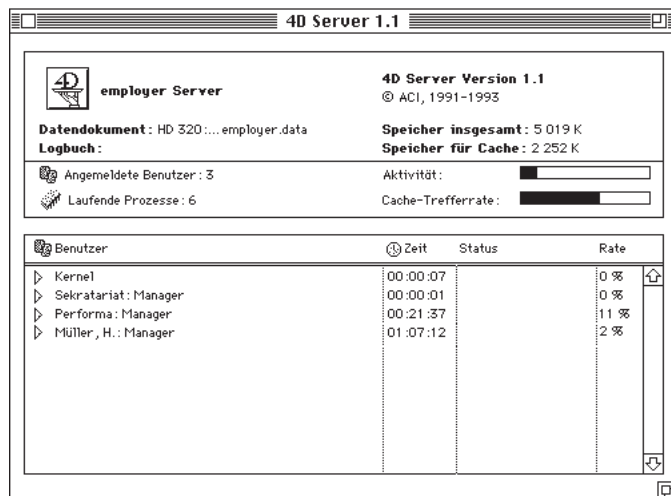 4D Server 1.1
4D
employer Server
4D Server Version 1.1
© ACI, 1991-1993
Datendokument: HD 320:...employer.data
Logbuch:
Speicher insgesamt: 5 019 K
Speicher für Cache: 2 252 K
Angemeldete Benutzer: 3
Laufende Prozesse: 6
Aktivität:
Cache-Trefferrate:
Benutzer Zeit Status Rate
Kernel 00:00:07 0 %
Sekratariat: Manager 00:00:01 0 %
Performa: Manager 00:21:37 11 %
Müller, H.: Manager 01:07:12 2 %